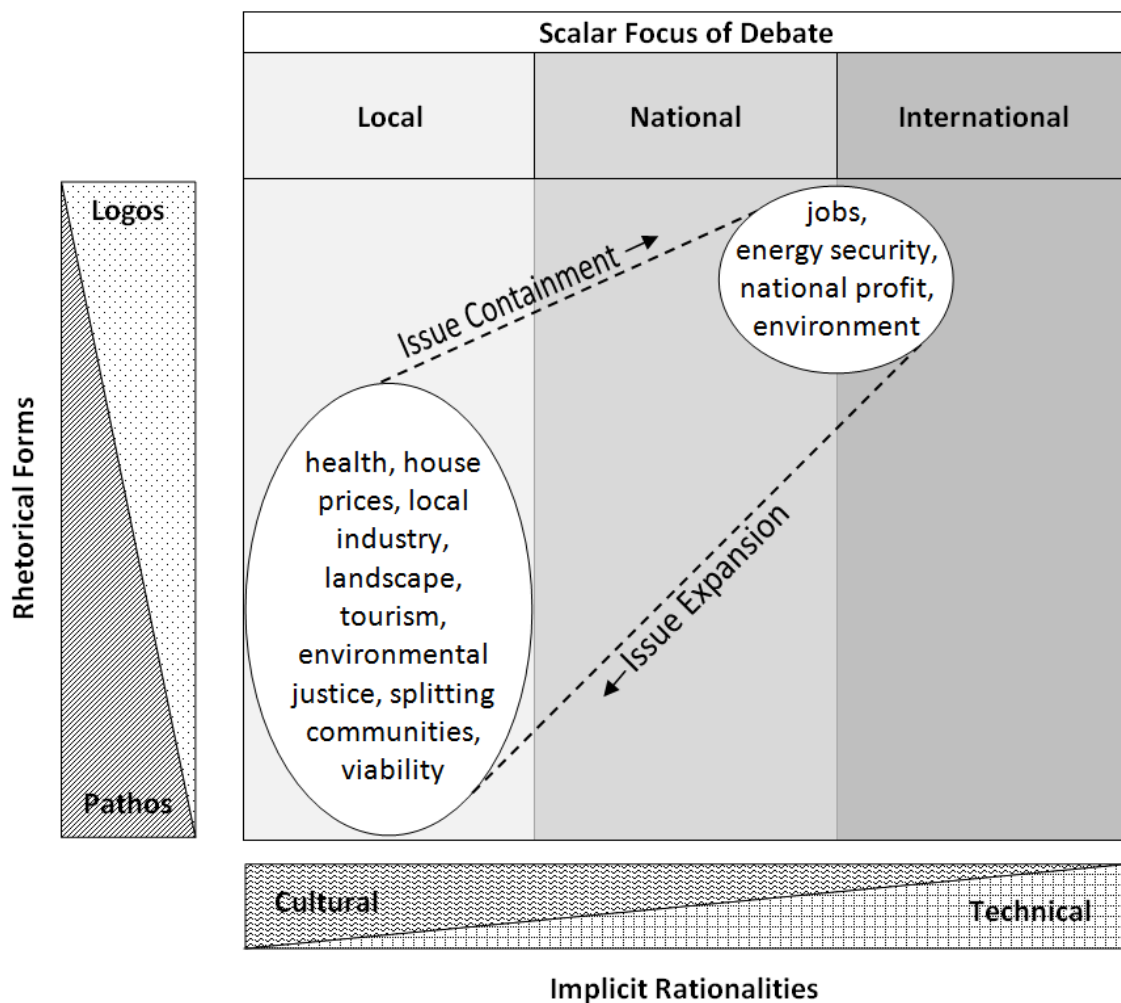 Scalar Focus of Debate
Local
National
International
Rhetorical Forms
Logos
Pathos
Issue Containment →
jobs,
energy security,
national profit,
environment
health, house
prices, local
industry,
landscape,
tourism,
environmental
justice, splitting
communities,
viability
← Issue Expansion
Cultural
Technical
Implicit Rationalities